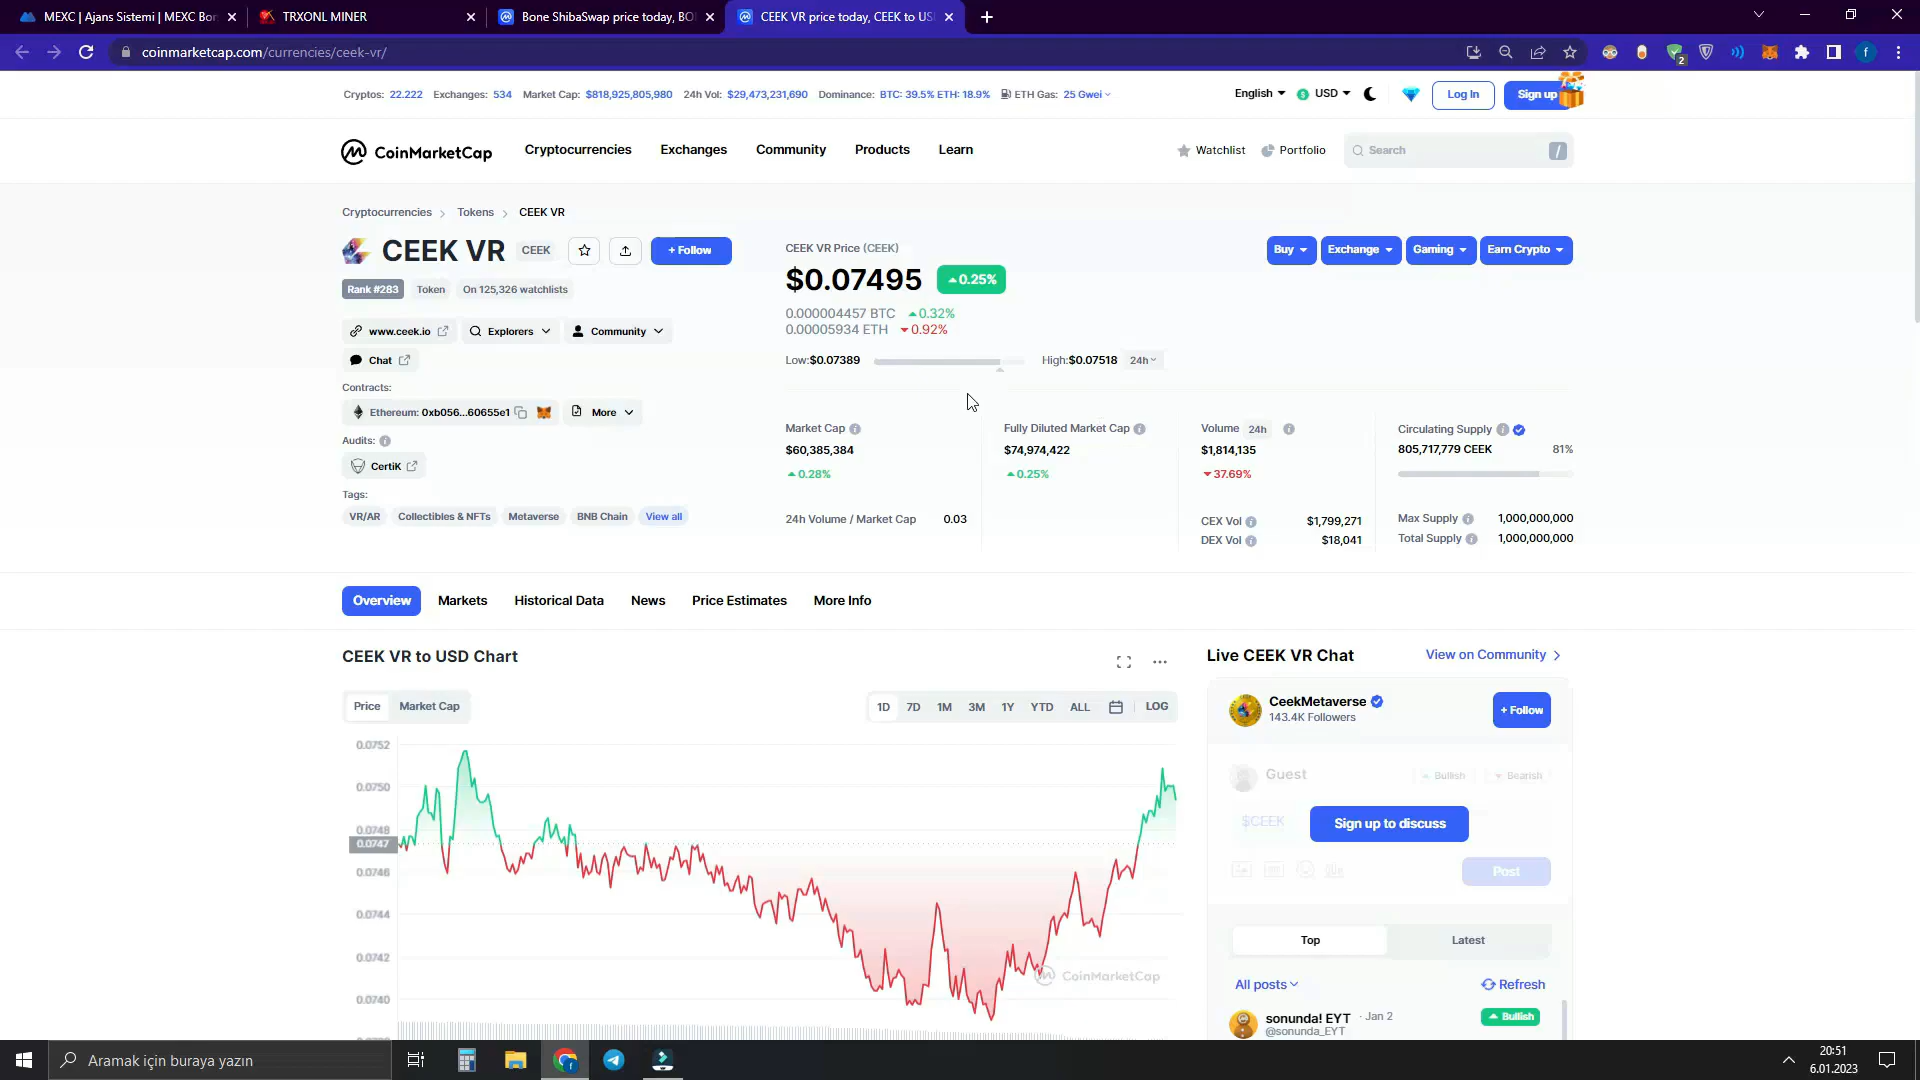 MEXC | Ajans Sistemi | MEXC Bor
TRXONL MINER
Bone ShibaSwap price today, BO
CEEK VR price today, CEEK to US
coinmarketcap.com/currencies/ceek-vr/
2
f
Cryptos: 22.222 Exchanges: 534 Market Cap: $818,925,805,980 24h Vol: $29,473,231,690 Dominance: BTC: 39.5% ETH: 18.9% ETH Gas: 25 Gwei
English USD Log In Sign up
CoinMarketCap Cryptocurrencies Exchanges Community Products Learn Watchlist Portfolio Search /
Cryptocurrencies Tokens CEEK VR
CEEK VR CEEK + Follow
Rank #283 Token On 125,326 watchlists
www.ceek.io Explorers Community
Chat
Contracts:
Ethereum: 0xb056...60655e1 More
Audits:
CertiK
Tags:
VR/AR Collectibles & NFTs Metaverse BNB Chain View all
CEEK VR Price (CEEK)
$0.07495 0.25%
0.000004457 BTC 0.32%
0.00005934 ETH 0.92%
Low:$0.07389 High:$0.07518 24h
Buy Exchange Gaming Earn Crypto
Market Cap
$60,385,384
0.28%
24h Volume / Market Cap 0.03
Fully Diluted Market Cap
$74,974,422
0.25%
Volume 24h
$1,814,135
37.69%
CEX Vol $1,799,271
DEX Vol $18,041
Circulating Supply
805,717,779 CEEK 81%
Max Supply 1,000,000,000
Total Supply 1,000,000,000
Overview Markets Historical Data News Price Estimates More Info
CEEK VR to USD Chart
Price Market Cap
1D 7D 1M 3M 1Y YTD ALL LOG
0.0752
0.0750
0.0748
0.0747
0.0746
0.0744
0.0742
0.0740
CoinMarketCap
Live CEEK VR Chat View on Community
CeekMetaverse
143.4K Followers
+ Follow
Guest Bullish Bearish
$CEEK
Sign up to discuss
Post
Top Latest
All posts Refresh
sonunda! EYT · Jan 2 Bullish
@sonunda_EYT
Aramak için buraya yazın
20:51
6.01.2023